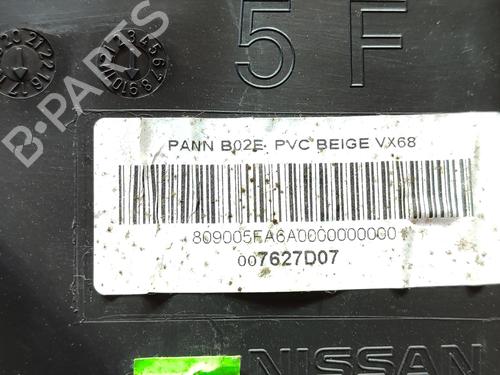 5 F
B-PARTS
PANN B02E PVC BEIGE VX68
809005FA6A0000000000
007627D07
NISSAN